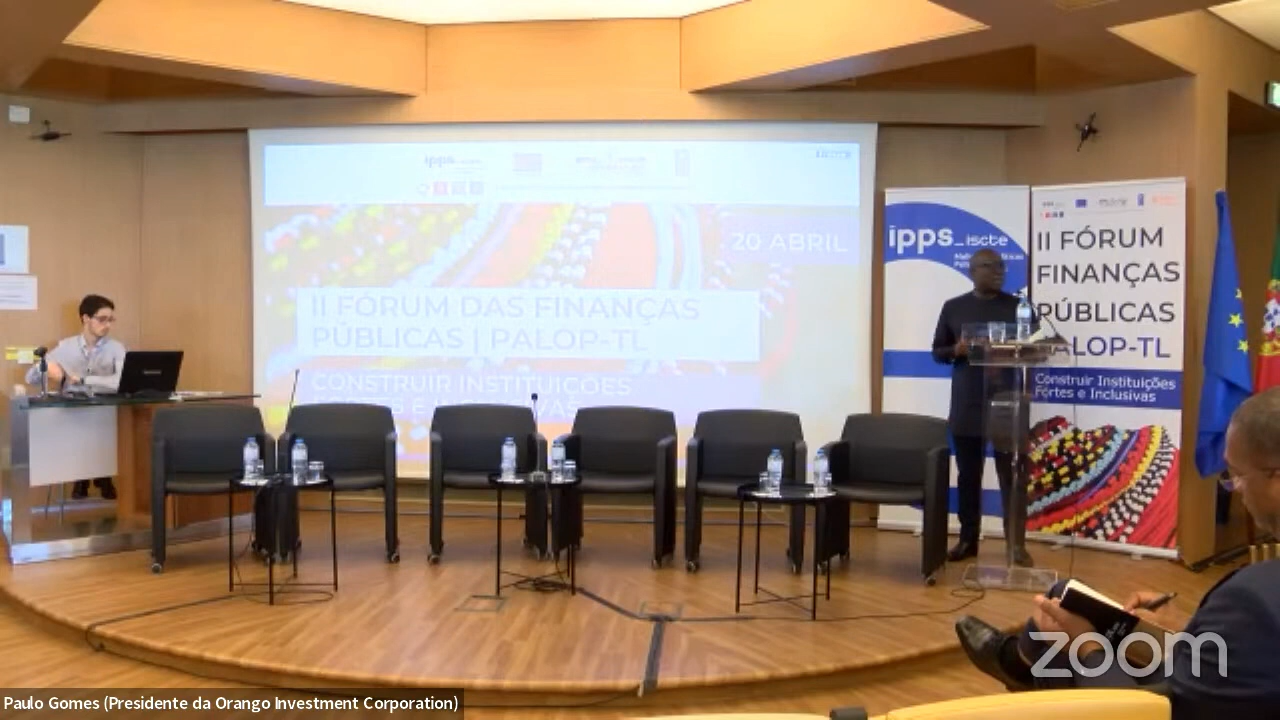 ipps_iscte
20 ABRIL
II FÓRUM DAS FINANÇAS
PÚBLICAS | PALOP-TL
CONSTRUIR INSTITUIÇÕES
ipps_iscte
II FÓRUM
FINANÇAS
PÚBLICAS
PALOP-TL
Construir Instituições
Fortes e Inclusivas
zoom
Paulo Gomes (Presidente da Orango Investment Corporation)